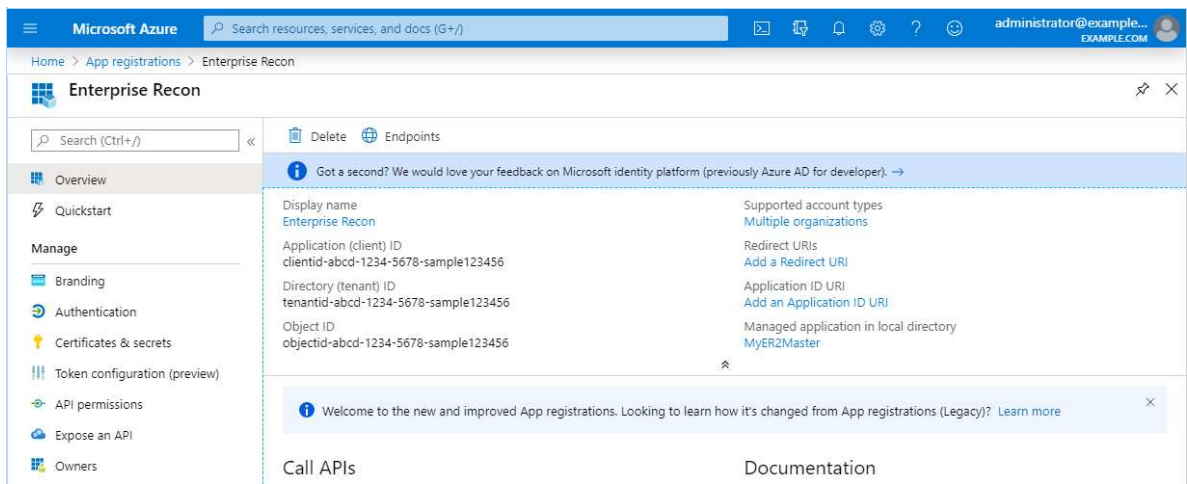 Microsoft Azure
Search resources, services, and docs (G+/)
administrator@example...
EXAMPLE.COM
Home > App registrations > Enterprise Recon
Enterprise Recon
Search (Ctrl+/)
«
Overview
Quickstart
Manage
Branding
Authentication
Certificates & secrets
Token configuration (preview)
API permissions
Expose an API
Owners
Delete
Endpoints
Got a second? We would love your feedback on Microsoft identity platform (previously Azure AD for developer). →
Display name
Enterprise Recon
Application (client) ID
clientid-abcd-1234-5678-sample123456
Directory (tenant) ID
tenantid-abcd-1234-5678-sample123456
Object ID
objectid-abcd-1234-5678-sample123456
Supported account types
Multiple organizations
Redirect URIs
Add a Redirect URI
Application ID URI
Add an Application ID URI
Managed application in local directory
MyER2Master
Welcome to the new and improved App registrations. Looking to learn how it's changed from App registrations (Legacy)? Learn more
Call APIs
Documentation